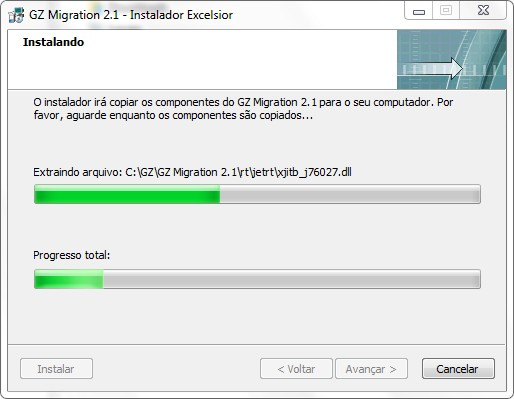 GZ Migration 2.1 - Instalador Excelsior
Instalando
O instalador irá copiar os componentes do GZ Migration 2.1 para o seu computador. Por
favor, aguarde enquanto os componentes são copiados...
Extraindo arquivo: C:\GZ\GZ Migration 2.1\rt\jetrt\xjitb_j76027.dll
Progresso total:
Instalar
< Voltar
Avançar >
Cancelar